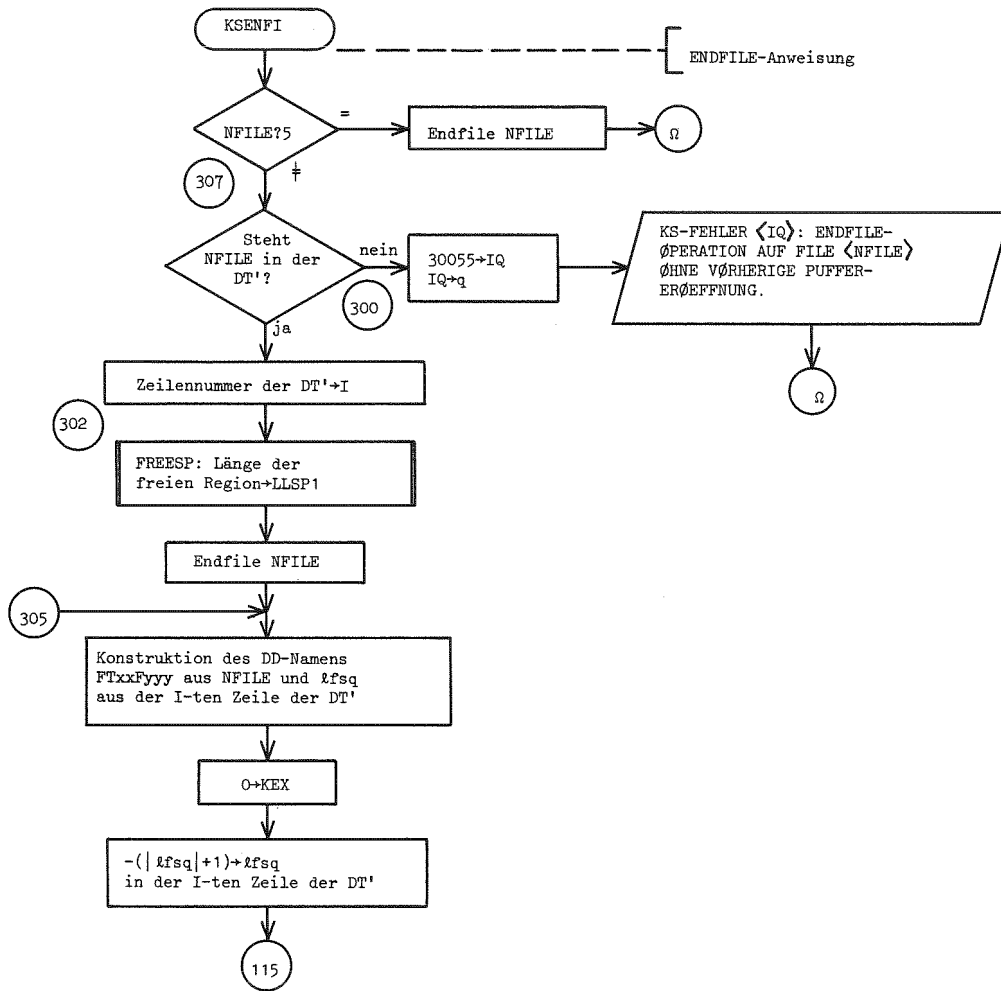 KSENFI
ENDFILE-Anweisung
NFILE?5
=
Endfile NFILE
Ω
≠
307
Steht
NFILE in der
DT'?
nein
300
30055→IQ
IQ→q
KS-FEHLER ⟨IQ⟩: ENDFILE-
ØPERATION AUF FILE ⟨NFILE⟩
ØHNE VØRHERIGE PUFFER-
ERØEFFNUNG.
Ω
ja
Zeilennummer der DT'→I
302
FREESP: Länge der
freien Region→LLSP1
Endfile NFILE
305
Konstruktion des DD-Namens
FTxxFyyy aus NFILE und ℓfsq
aus der I-ten Zeile der DT'
0→KEX
-(|ℓfsq|+1)→ℓfsq
in der I-ten Zeile der DT'
115